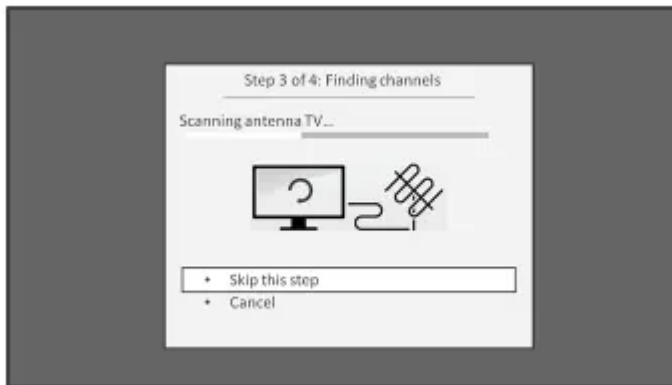 Step 3 of 4: Finding channels
Scanning antenna TV...
Skip this step
Cancel